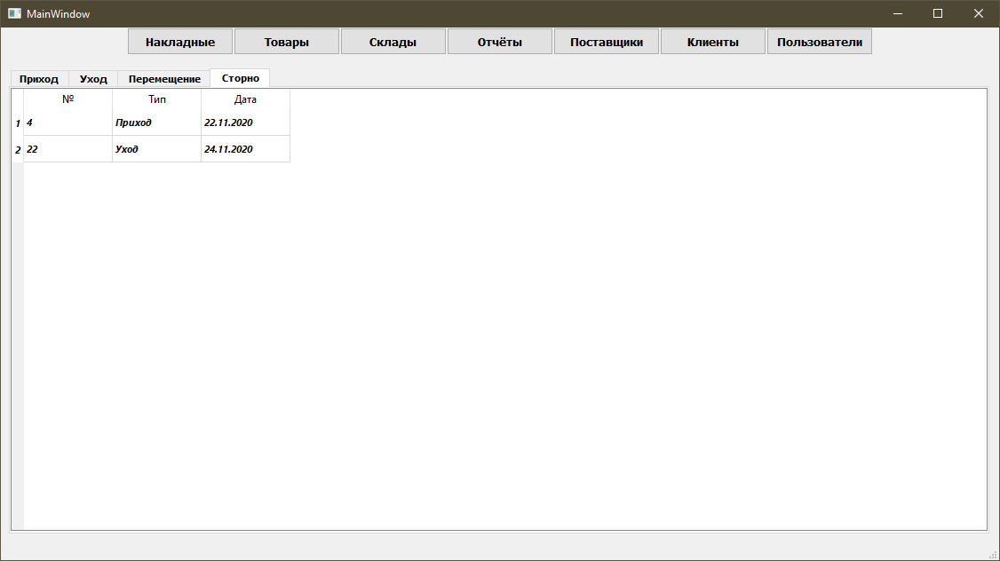 MainWindow
Накладные Товары Склады Отчёты Поставщики Клиенты Пользователи
Приход Уход Перемещение Сторно
№ Тип Дата
1 4 Приход 22.11.2020
2 22 Уход 24.11.2020